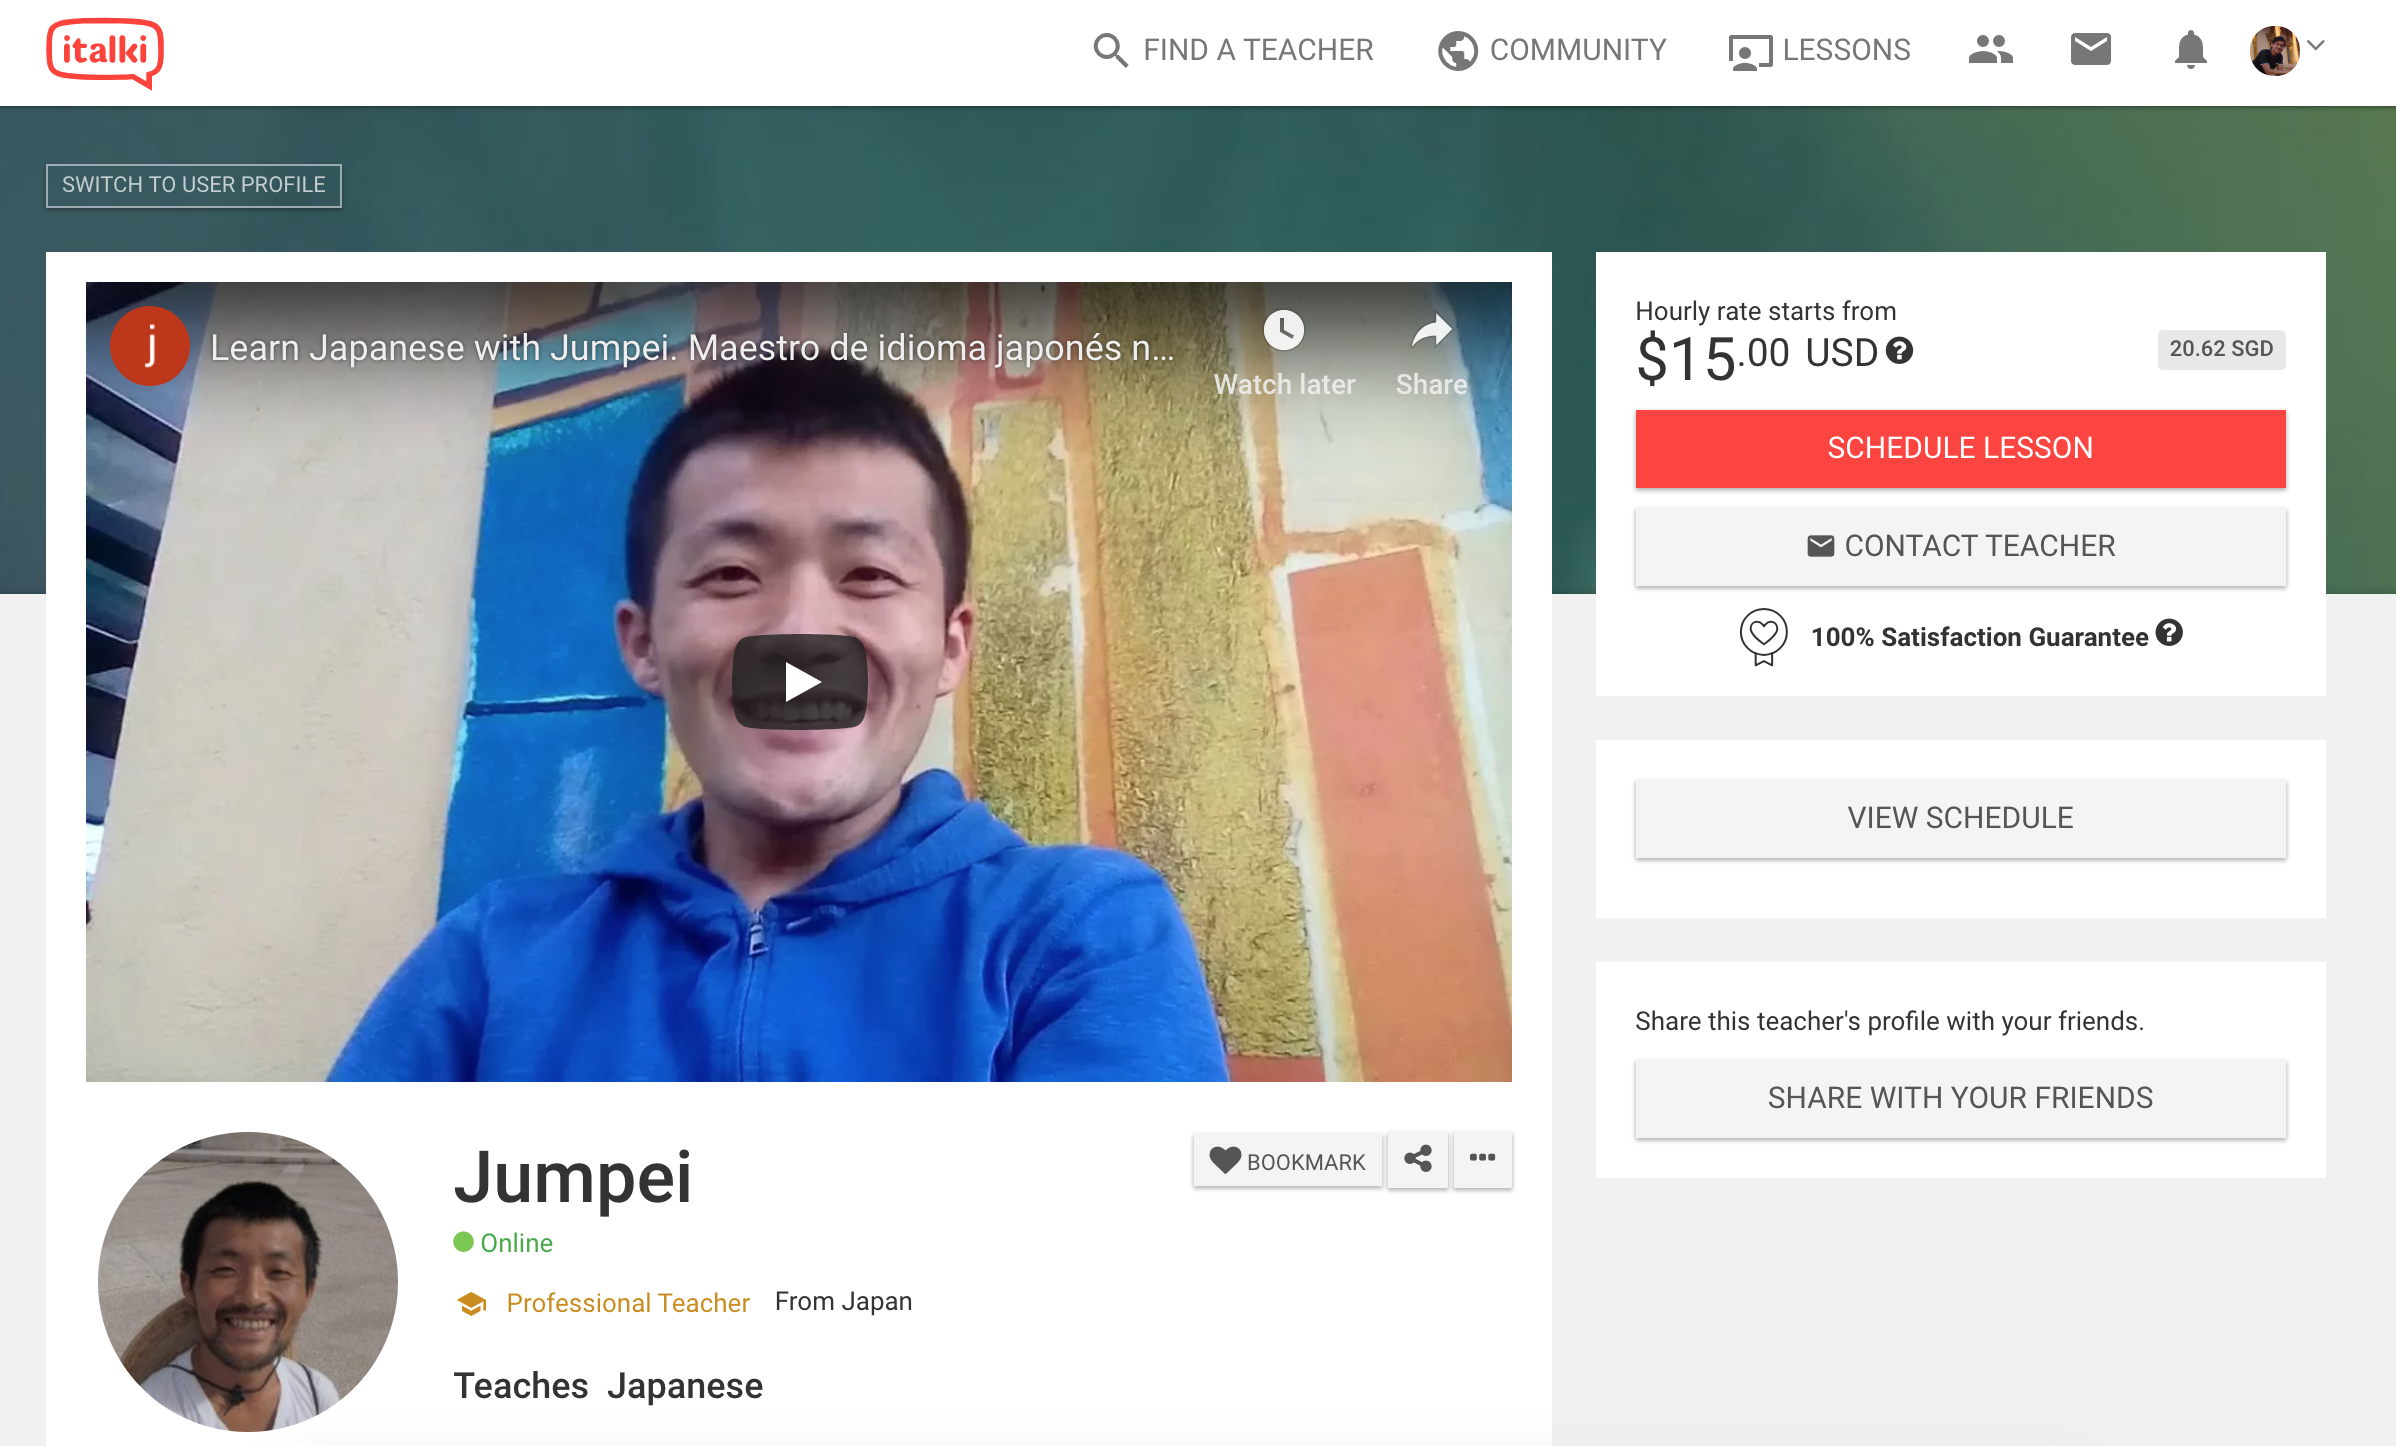 italki
FIND A TEACHER
COMMUNITY
LESSONS
SWITCH TO USER PROFILE
j
Learn Japanese with Jumpei. Maestro de idioma japonés n...
Watch later
Share
Hourly rate starts from
$15.00 USD ?
20.62 SGD
SCHEDULE LESSON
CONTACT TEACHER
100% Satisfaction Guarantee ?
VIEW SCHEDULE
Share this teacher's profile with your friends.
SHARE WITH YOUR FRIENDS
Jumpei
BOOKMARK
Online
Professional Teacher From Japan
Teaches Japanese